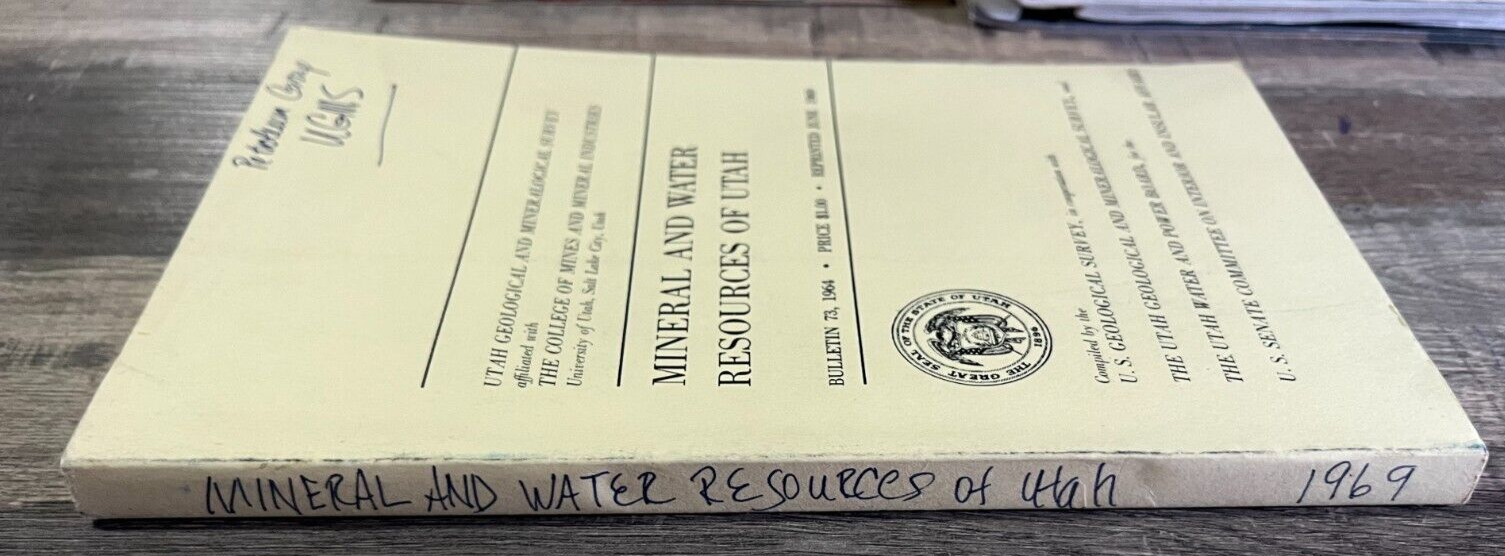 Petroleum Group
UGMS
UTAH GEOLOGICAL AND MINERALOGICAL SURVEY
affiliated with
THE COLLEGE OF MINES AND MINERAL INDUSTRIES
University of Utah, Salt Lake City, Utah
MINERAL AND WATER
RESOURCES OF UTAH
BULLETIN 73, 1964 • PRICE $1.00 • REPRINTED JUNE 1969
THE GREAT SEAL OF THE STATE OF UTAH
1896
Compiled by the
U. S. GEOLOGICAL SURVEY, in cooperation with
THE UTAH GEOLOGICAL AND MINERALOGICAL SURVEY, and
THE UTAH WATER AND POWER BOARD, for the
U. S. SENATE COMMITTEE ON INTERIOR AND INSULAR AFFAIRS
MINERAL AND WATER RESOURCES of Utah 1969